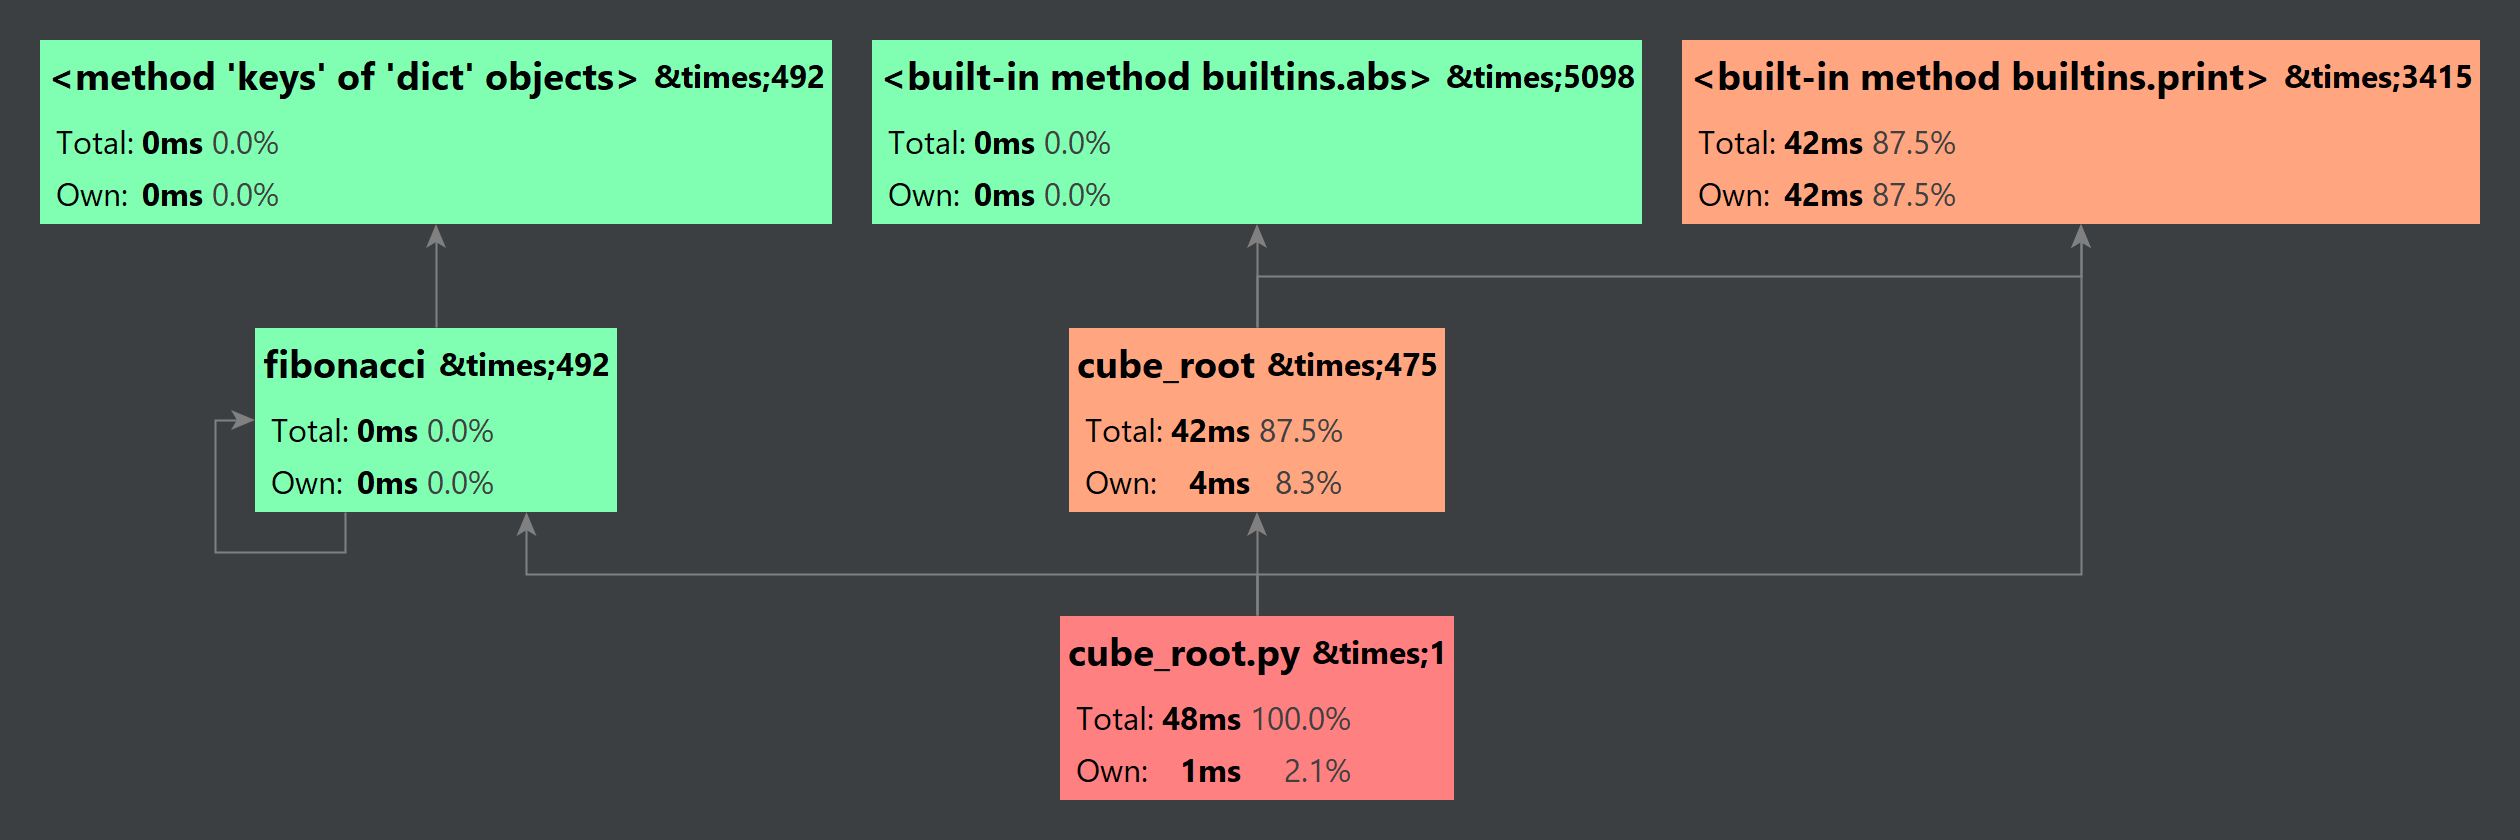 <method 'keys' of 'dict' objects> &times;492
Total: 0ms 0.0%
Own: 0ms 0.0%
<built-in method builtins.abs> &times;5098
Total: 0ms 0.0%
Own: 0ms 0.0%
<built-in method builtins.print> &times;3415
Total: 42ms 87.5%
Own: 42ms 87.5%
fibonacci &times;492
Total: 0ms 0.0%
Own: 0ms 0.0%
cube_root &times;475
Total: 42ms 87.5%
Own: 4ms 8.3%
cube_root.py &times;1
Total: 48ms 100.0%
Own: 1ms 2.1%